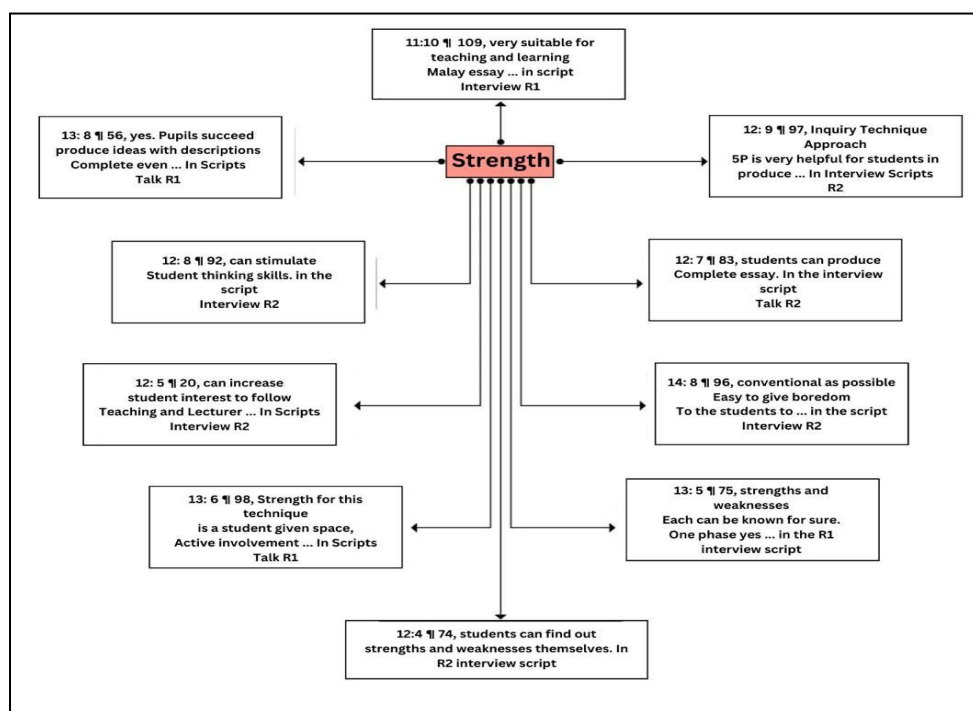 11:10 ¶ 109, very suitable for
teaching and learning
Malay essay ... in script
Interview R1
13: 8 ¶ 56, yes. Pupils succeed
produce ideas with descriptions
Complete even ... In Scripts
Talk R1
Strength
12: 9 ¶ 97, Inquiry Technique
Approach
5P is very helpful for students in
produce ... In Interview Scripts
R2
12: 8 ¶ 92, can stimulate
Student thinking skills. in the
script
Interview R2
12: 7 ¶ 83, students can produce
Complete essay. In the interview
script
Talk R2
12: 5 ¶ 20, can increase
student interest to follow
Teaching and Lecturer ... In Scripts
Interview R2
14: 8 ¶ 96, conventional as possible
Easy to give boredom
To the students to ... in the script
Interview R2
13: 6 ¶ 98, Strength for this
technique
is a student given space,
Active involvement ... In Scripts
Talk R1
13: 5 ¶ 75, strengths and
weaknesses
Each can be known for sure.
One phase yes ... in the R1
interview script
12:4 ¶ 74, students can find out
strengths and weaknesses themselves. In
R2 interview script